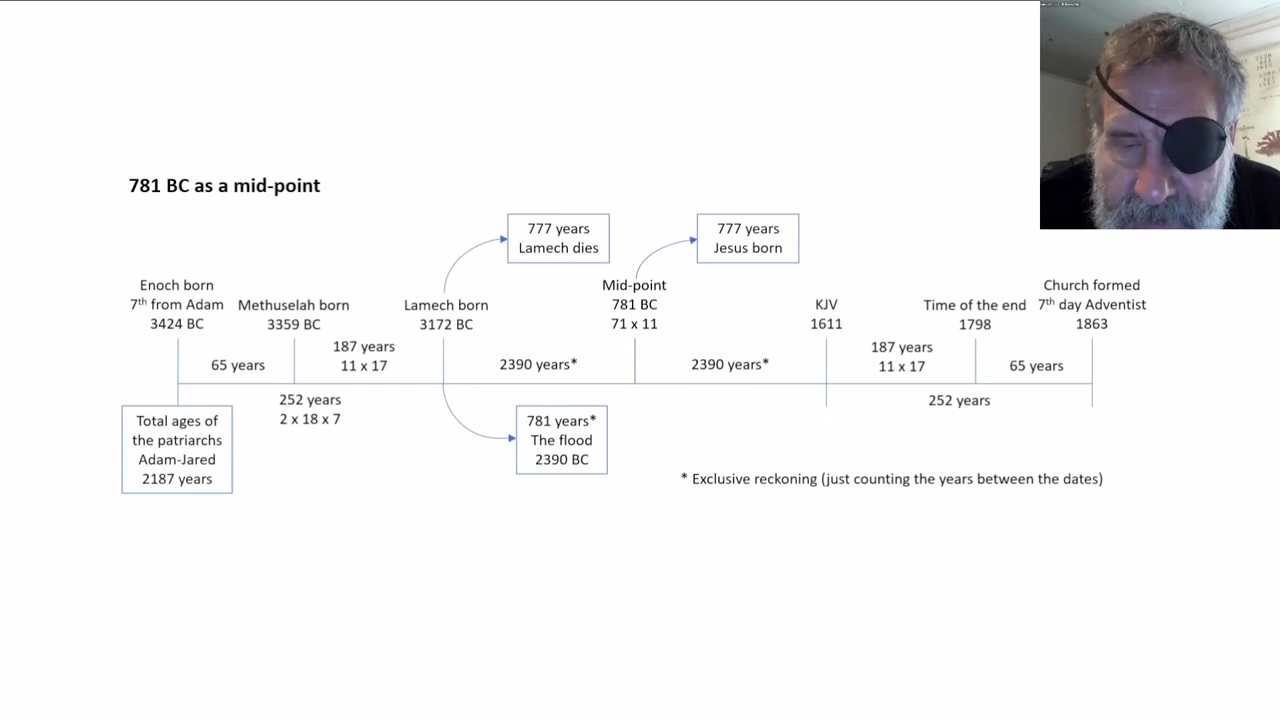 781 BC as a mid-point
777 years
Lamech dies
777 years
Jesus born
Enoch born
7th from Adam
3424 BC
Methuselah born
3359 BC
Lamech born
3172 BC
Mid-point
781 BC
71 x 11
KJV
1611
Time of the end
1798
Church formed
7th day Adventist
1863
65 years
187 years
11 x 17
2390 years*
2390 years*
187 years
11 x 17
65 years
252 years
2 x 18 x 7
252 years
Total ages of
the patriarchs
Adam-Jared
2187 years
781 years*
The flood
2390 BC
* Exclusive reckoning (just counting the years between the dates)